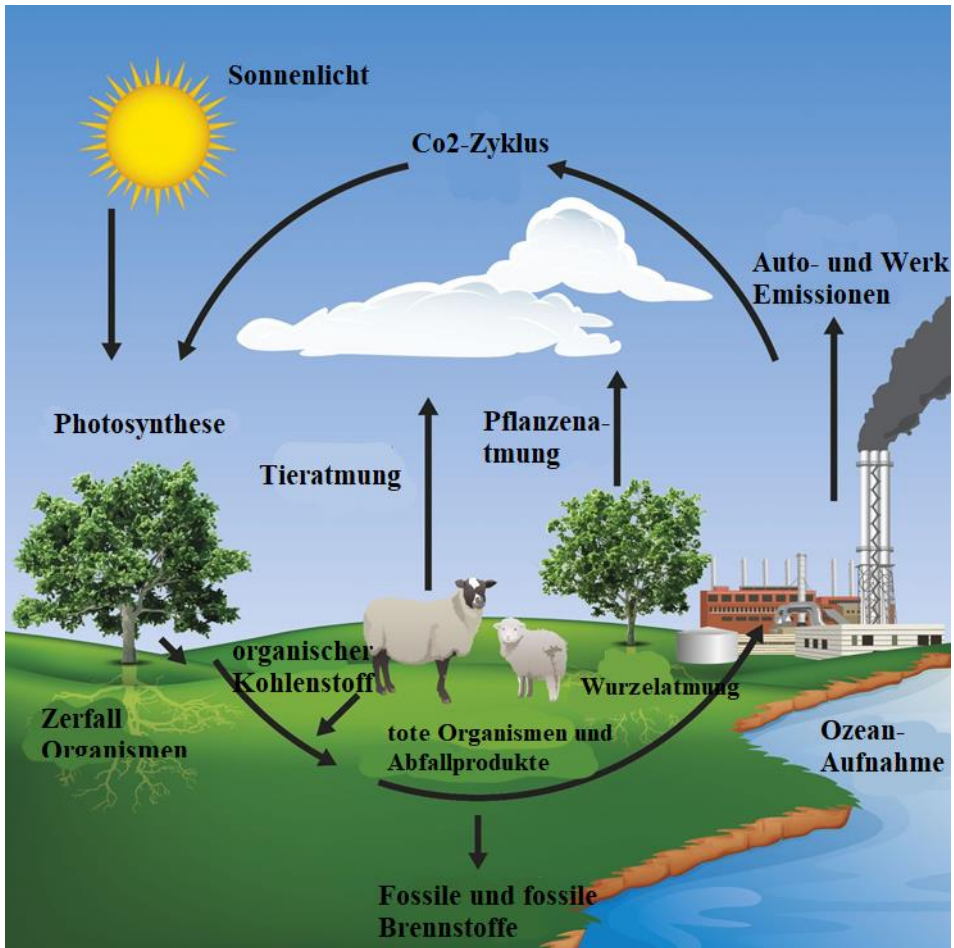 Sonnenlicht
Co2-Zyklus
Auto- und Werk
Emissionen
Photosynthese
Pflanzena-
tmung
Tieratmung
organischer
Kohlenstoff
Wurzelatmung
Zerfall
Organismen
tote Organismen und
Abfallprodukte
Ozean-
Aufnahme
Fossile und fossile
Brennstoffe